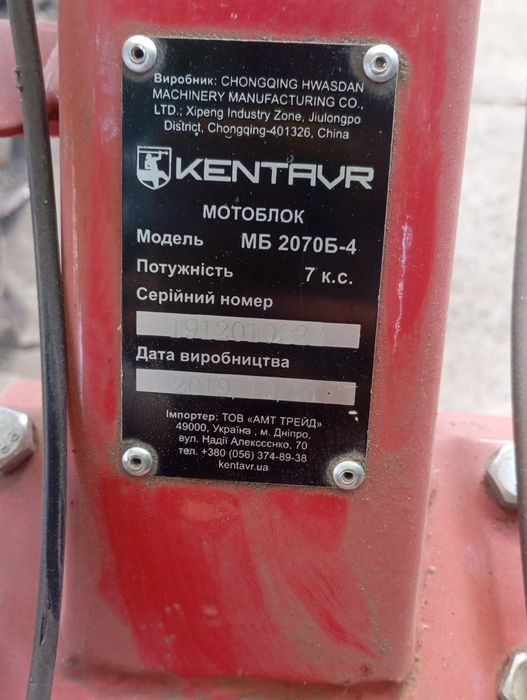 Виробник: CHONGQING HWASDAN
MACHINERY MANUFACTURING CO.,
LTD.; Xipeng Industry Zone, Jiulongpo
District, Chongqing-401326, China
KENTAVR
МОТОБЛОК
Модель МБ 2070Б-4
Потужність 7 к.с.
Серійний номер
Дата виробництва
2019
Імпортер: ТОВ «АМТ ТРЕЙД»
49000, Україна , м. Дніпро,
вул. Надії Алексєєнко, 70
тел. +380 (056) 374-89-38
kentavr.ua